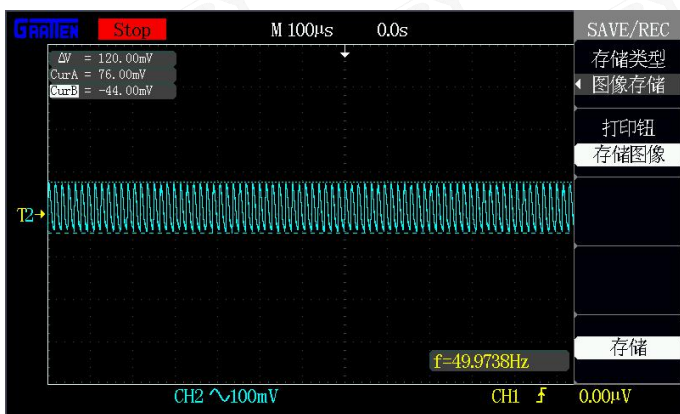 GRATTEN Stop M 100μs 0.0s SAVE/REC
ΔV = 120.00mV
CurA = 76.00mV
CurB = -44.00mV
存储类型
图像存储
打印钮
存储图像
T2
f=49.9738Hz
存储
CH2 100mV CH1 0.00μV